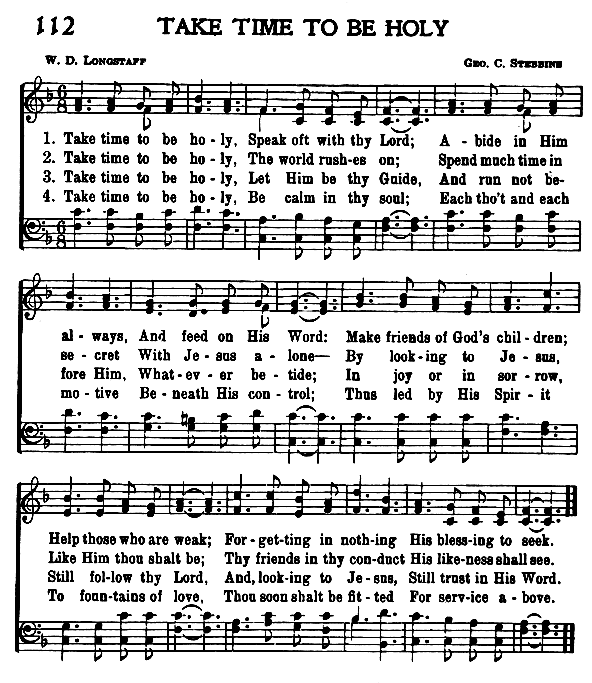 112 TAKE TIME TO BE HOLY
W. D. Longstaff Geo. C. Stebbins
1. Take time to be ho - ly, Speak oft with thy Lord; A - bide in Him
2. Take time to be ho - ly, The world rush - es on; Spend much time in
3. Take time to be ho - ly, Let Him be thy Guide, And run not be-
4. Take time to be ho - ly, Be calm in thy soul; Each tho't and each
al - ways, And feed on His Word: Make friends of God's chil - dren;
se - cret With Je - sus a - lone— By look - ing to Je - sus,
fore Him, What - ev - er be - tide; In joy or in sor - row,
mo - tive Be - neath His con - trol; Thus led by His Spir - it
Help those who are weak; For - get - ting in noth - ing His bless - ing to seek.
Like Him thou shalt be; Thy friends in thy con - duct His like - ness shall see.
Still fol - low thy Lord, And, look - ing to Je - sus, Still trust in His Word.
To foun - tains of love, Thou soon shalt be fit - ted For serv - ice a - bove.